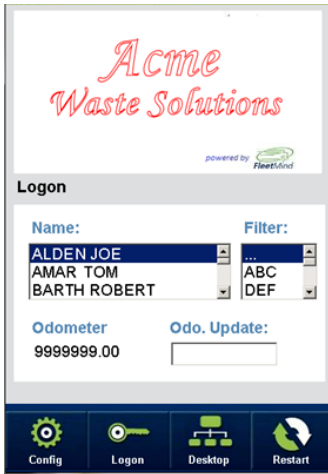 Acme
Waste Solutions
powered by FleetMind
Logon
Name: Filter:
ALDEN JOE ...
AMAR TOM ABC
BARTH ROBERT DEF
Odometer Odo. Update:
9999999.00
Config Logon Desktop Restart